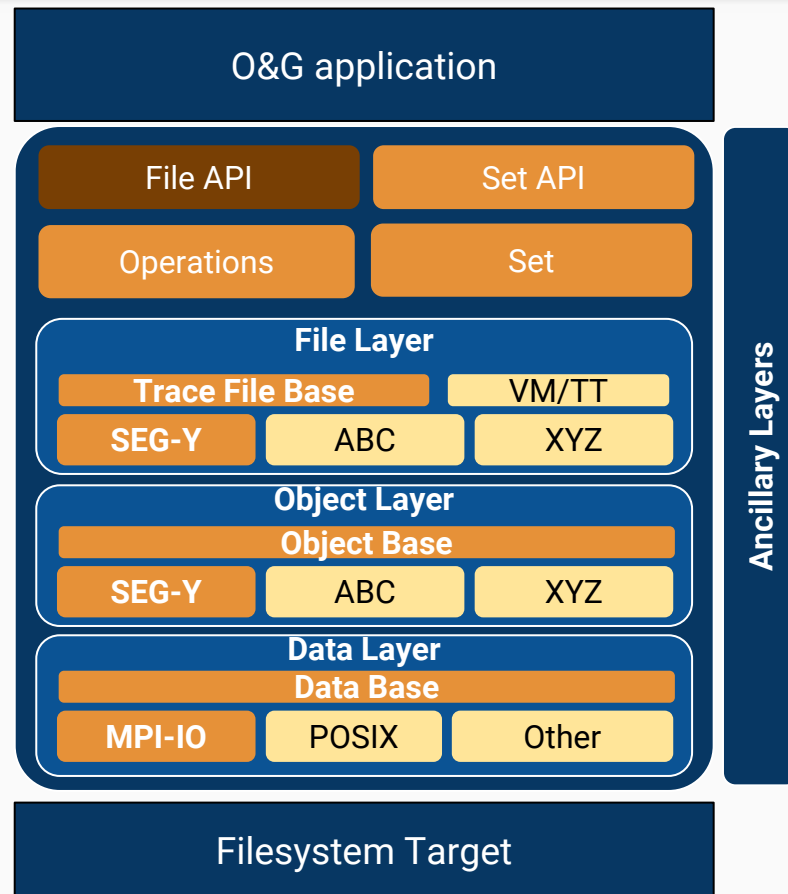 O&G application
File API
Set API
Operations
Set
File Layer
Trace File Base
VM/TT
SEG-Y
ABC
XYZ
Object Layer
Object Base
SEG-Y
ABC
XYZ
Data Layer
Data Base
MPI-IO
POSIX
Other
Ancillary Layers
Filesystem Target